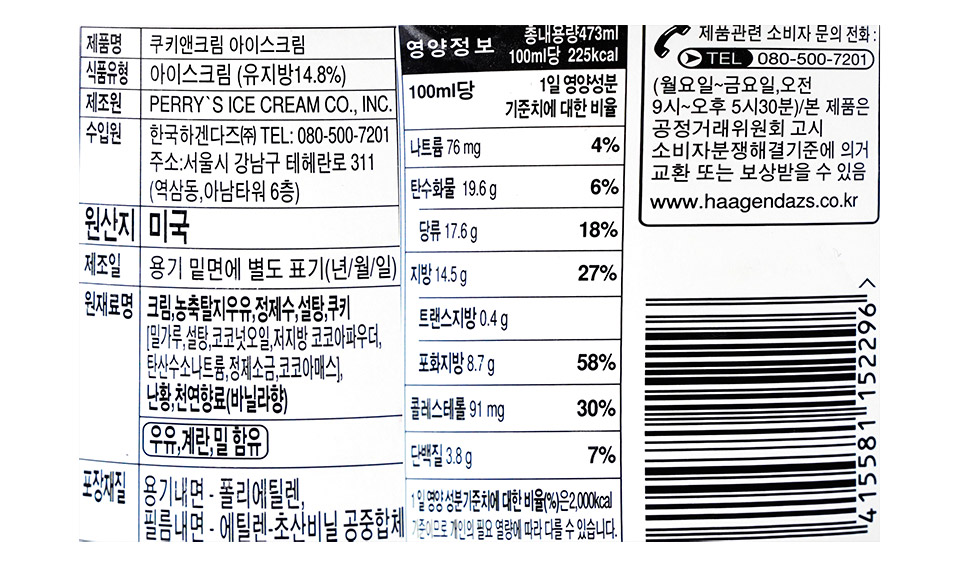 제품명 쿠키앤크림 아이스크림
식품유형 아이스크림 (유지방14.8%)
제조원 PERRY`S ICE CREAM CO., INC.
수입원 한국하겐다즈㈜ TEL: 080-500-7201
주소:서울시 강남구 테헤란로 311
(역삼동,아남타워 6층)
원산지 미국
제조일 용기 밑면에 별도 표기(년/월/일)
원재료명 크림,농축탈지우유,정제수,설탕,쿠키
[밀가루,설탕,코코넛오일,저지방 코코아파우더,
탄산수소나트륨,정제소금,코코아매스],
난황,천연향료(바닐라향)
우유,계란,밀 함유
포장재질 용기내면 - 폴리에틸렌,
필름내면 - 에틸렌-초산비닐 공중합체
영양정보 총내용량473ml
100ml당 225kcal
100ml당 1일 영양성분
기준치에 대한 비율
나트륨 76 mg 4%
탄수화물 19.6 g 6%
당류 17.6 g 18%
지방 14.5 g 27%
트랜스지방 0.4 g
포화지방 8.7 g 58%
콜레스테롤 91 mg 30%
단백질 3.8 g 7%
1일 영양성분기준치에 대한 비율(%)은2,000kcal
기준이므로 개인의 필요 열량에 따라 다를 수 있습니다.
제품관련 소비자 문의 전화:
TEL 080-500-7201
(월요일~금요일,오전
9시~오후 5시30분)/본 제품은
공정거래위원회 고시
소비자분쟁해결기준에 의거
교환 또는 보상받을 수 있음
www.haagendazs.co.kr
4 155811 152296 >